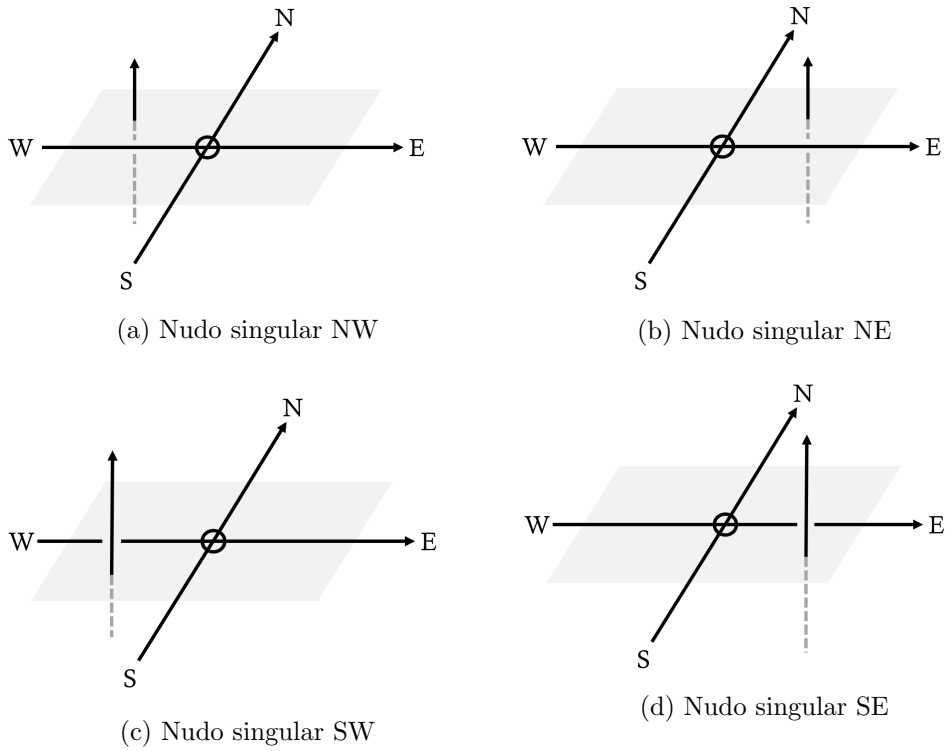 N
N
W
E
W
E
S
S
(a) Nudo singular NW
(b) Nudo singular NE
N
N
W
E
W
E
S
S
(c) Nudo singular SW
(d) Nudo singular SE